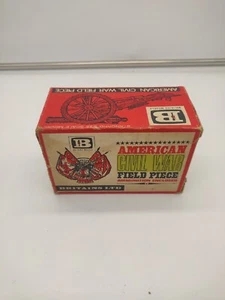 AMERICAN CIVIL WAR FIELD PIECE
B
B
AMERICAN
CIVIL WAR
FIELD PIECE
BRITAINS LTD